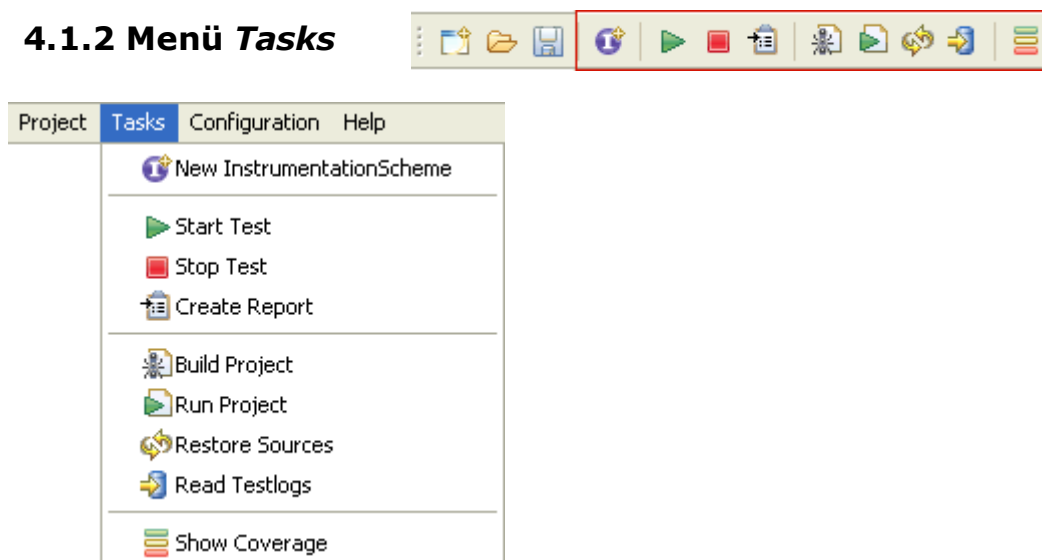 4.1.2 Menü Tasks
Project Tasks Configuration Help
New InstrumentationScheme
Start Test
Stop Test
Create Report
Build Project
Run Project
Restore Sources
Read Testlogs
Show Coverage